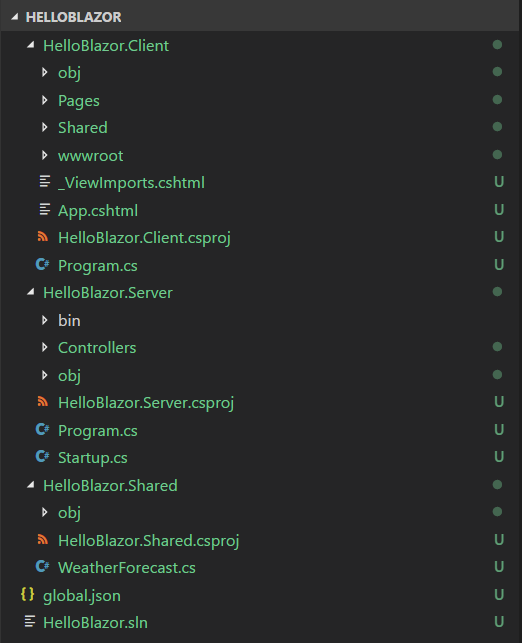 HELLOBLAZOR
HelloBlazor.Client
obj
Pages
Shared
wwwroot
_ViewImports.cshtml U
App.cshtml U
HelloBlazor.Client.csproj U
C# Program.cs U
HelloBlazor.Server
bin
Controllers
obj
HelloBlazor.Server.csproj U
C# Program.cs U
C# Startup.cs U
HelloBlazor.Shared
obj
HelloBlazor.Shared.csproj U
C# WeatherForecast.cs U
{} global.json U
HelloBlazor.sln U